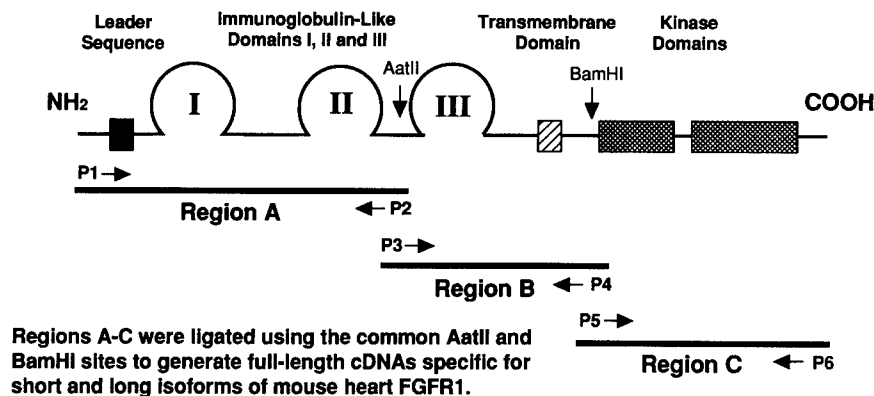 Leader
Sequence
Immunoglobulin-Like
Domains I, II and III
Transmembrane
Domain
Kinase
Domains
AatII
BamHI
NH2
I
II
III
COOH
P1
Region A
P2
P3
Region B
P4
P5
Region C
P6
Regions A-C were ligated using the common AatII and
BamHI sites to generate full-length cDNAs specific for
short and long isoforms of mouse heart FGFR1.